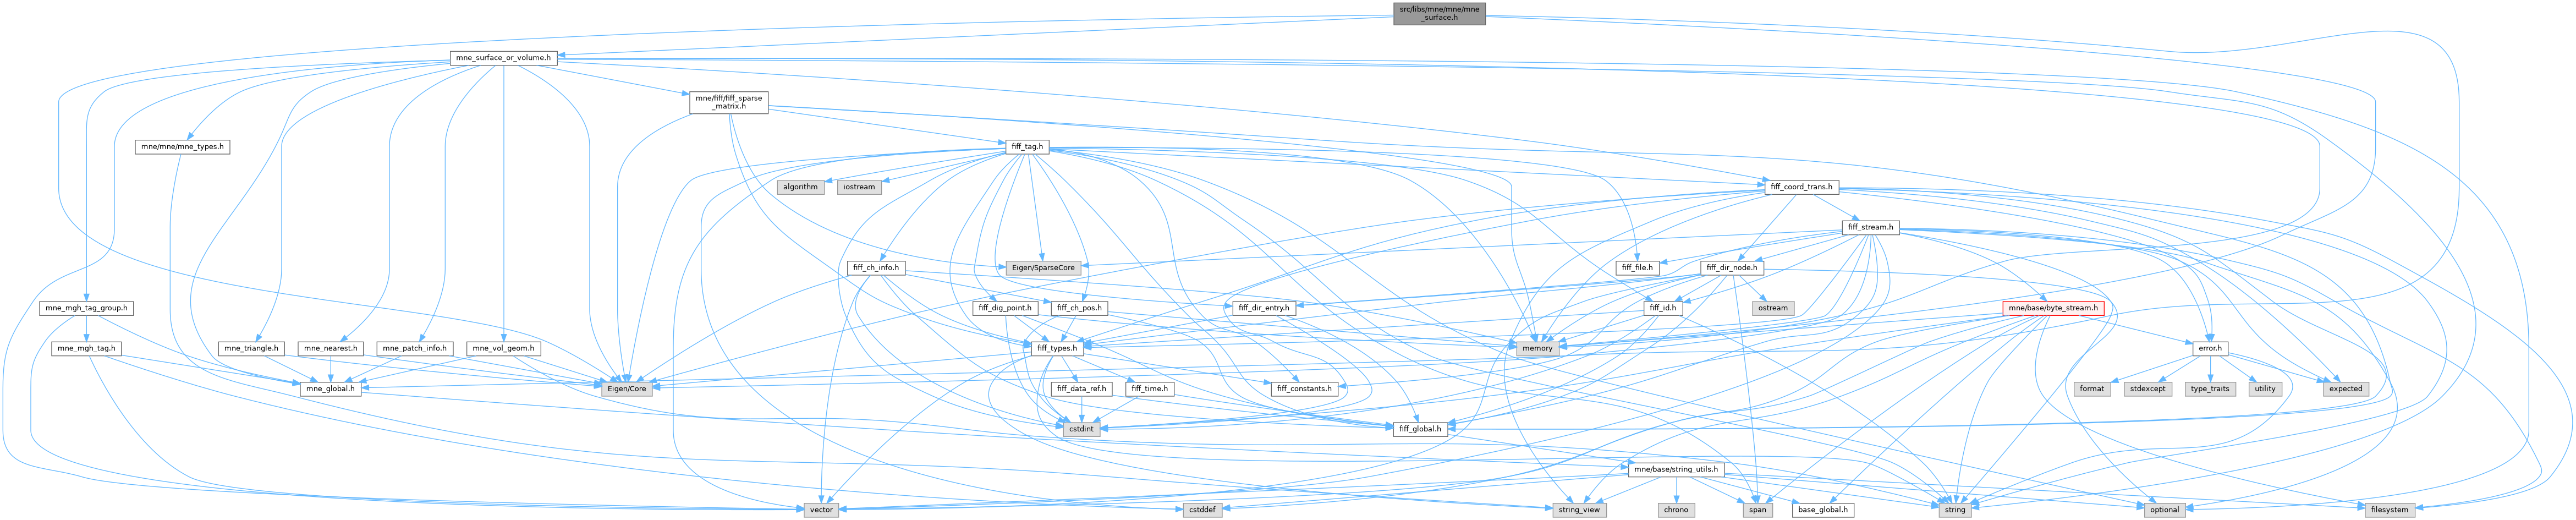 src/libs/mne/mne/mne
_surface.h
mne_surface_or_volume.h
mne/fiff/fiff_sparse
_matrix.h
mne/mne/mne_types.h
fiff_tag.h
algorithm
iostream
fiff_coord_trans.h
fiff_stream.h
fiff_ch_info.h
Eigen/SparseCore
fiff_file.h
fiff_dir_node.h
mne_mgh_tag_group.h
fiff_dig_point.h
fiff_ch_pos.h
fiff_dir_entry.h
ostream
fiff_id.h
mne/base/byte_stream.h
mne_mgh_tag.h
mne_triangle.h
mne_nearest.h
mne_patch_info.h
mne_vol_geom.h
fiff_types.h
memory
error.h
mne_global.h
Eigen/Core
fiff_data_ref.h
fiff_time.h
fiff_constants.h
format
stdexcept
type_traits
utility
expected
cstdint
fiff_global.h
mne/base/string_utils.h
vector
cstddef
string_view
chrono
span
base_global.h
string
optional
filesystem